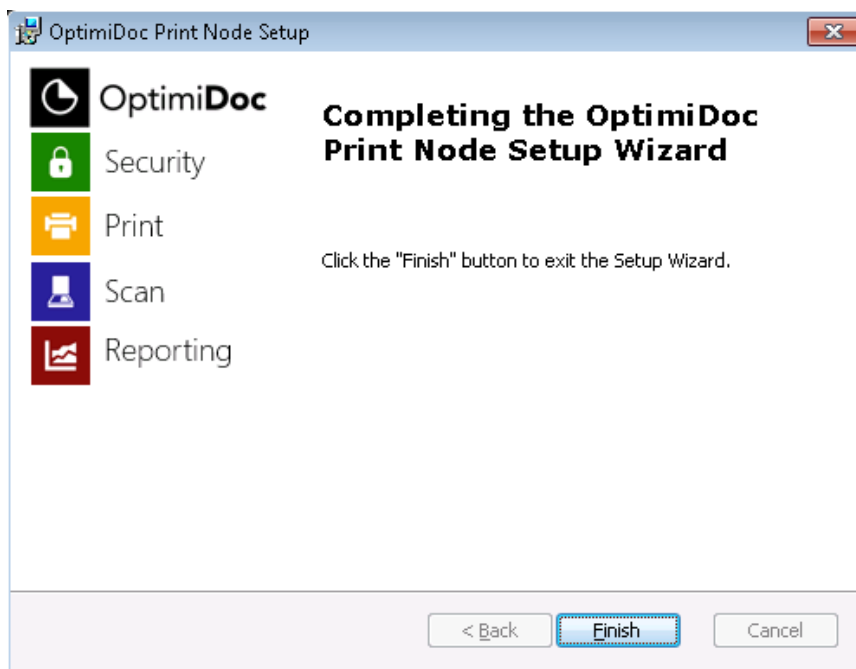 OptimiDoc Print Node Setup
OptimiDoc
Security
Print
Scan
Reporting
Completing the OptimiDoc
Print Node Setup Wizard
Click the "Finish" button to exit the Setup Wizard.
< Back
Finish
Cancel